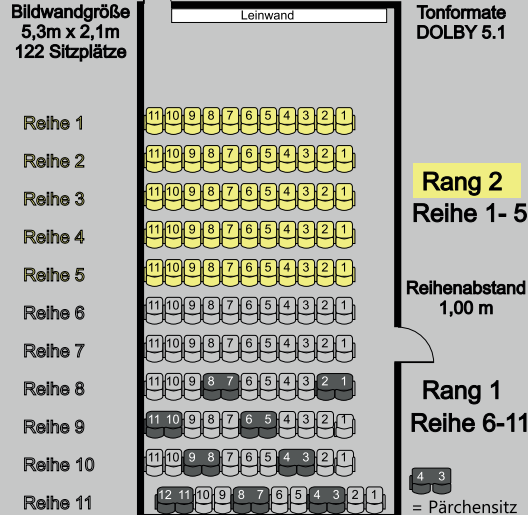 Bildwandgröße
5,3m x 2,1m
122 Sitzplätze
Leinwand
Tonformate
DOLBY 5.1
Reihe 1
11 10 9 8 7 6 5 4 3 2 1
Reihe 2
11 10 9 8 7 6 5 4 3 2 1
Reihe 3
11 10 9 8 7 6 5 4 3 2 1
Reihe 4
11 10 9 8 7 6 5 4 3 2 1
Reihe 5
11 10 9 8 7 6 5 4 3 2 1
Reihe 6
11 10 9 8 7 6 5 4 3 2 1
Reihe 7
11 10 9 8 7 6 5 4 3 2 1
Reihe 8
11 10 9 8 7 6 5 4 3 2 1
Reihe 9
11 10 9 8 7 6 5 4 3 2 1
Reihe 10
11 10 9 8 7 6 5 4 3 2 1
Reihe 11
12 11 10 9 8 7 6 5 4 3 2 1
Rang 2
Reihe 1- 5
Reihenabstand
1,00 m
Rang 1
Reihe 6-11
4 3
= Pärchensitz